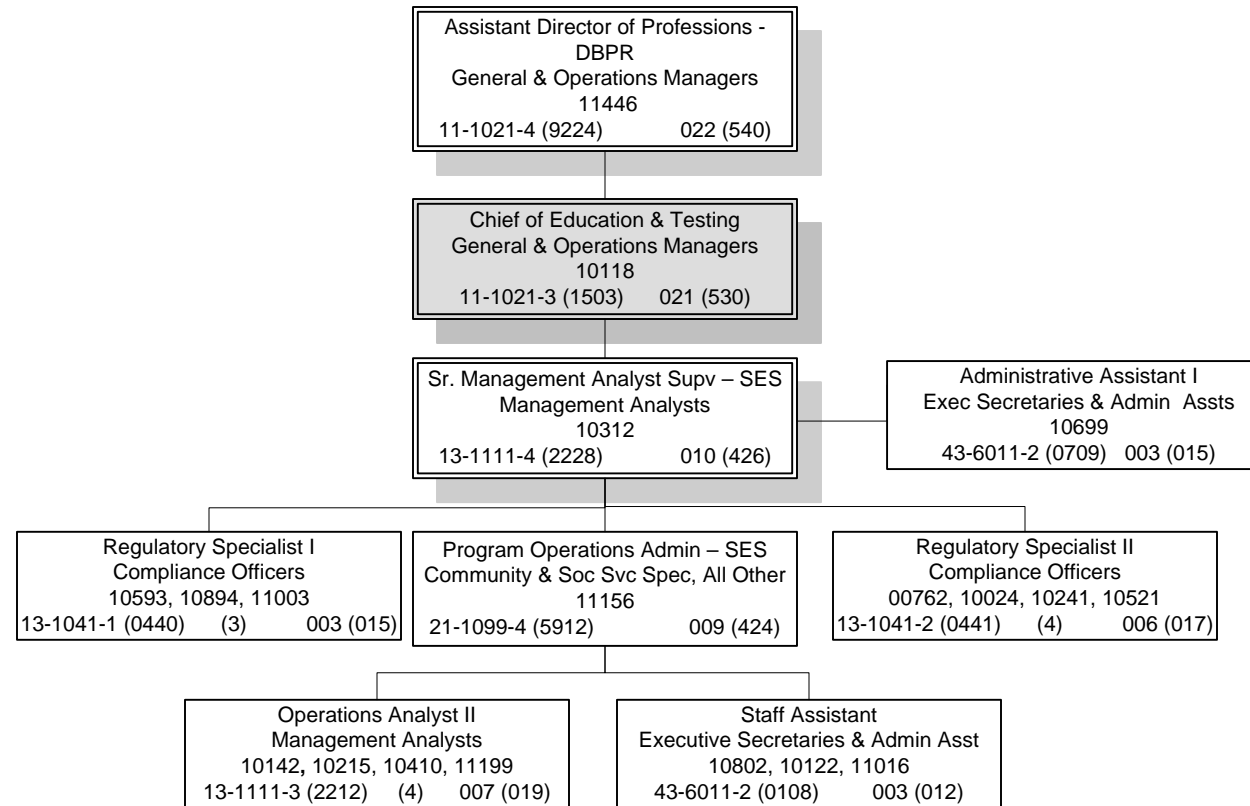 Assistant Director of Professions -
DBPR
General & Operations Managers
11446
11-1021-4 (9224) 022 (540)
Chief of Education & Testing
General & Operations Managers
10118
11-1021-3 (1503) 021 (530)
Sr. Management Analyst Supv – SES
Management Analysts
10312
13-1111-4 (2228) 010 (426)
Administrative Assistant I
Exec Secretaries & Admin Assts
10699
43-6011-2 (0709) 003 (015)
Regulatory Specialist I
Compliance Officers
10593, 10894, 11003
13-1041-1 (0440) (3) 003 (015)
Program Operations Admin – SES
Community & Soc Svc Spec, All Other
11156
21-1099-4 (5912) 009 (424)
Regulatory Specialist II
Compliance Officers
00762, 10024, 10241, 10521
13-1041-2 (0441) (4) 006 (017)
Operations Analyst II
Management Analysts
10142, 10215, 10410, 11199
13-1111-3 (2212) (4) 007 (019)
Staff Assistant
Executive Secretaries & Admin Asst
10802, 10122, 11016
43-6011-2 (0108) 003 (012)